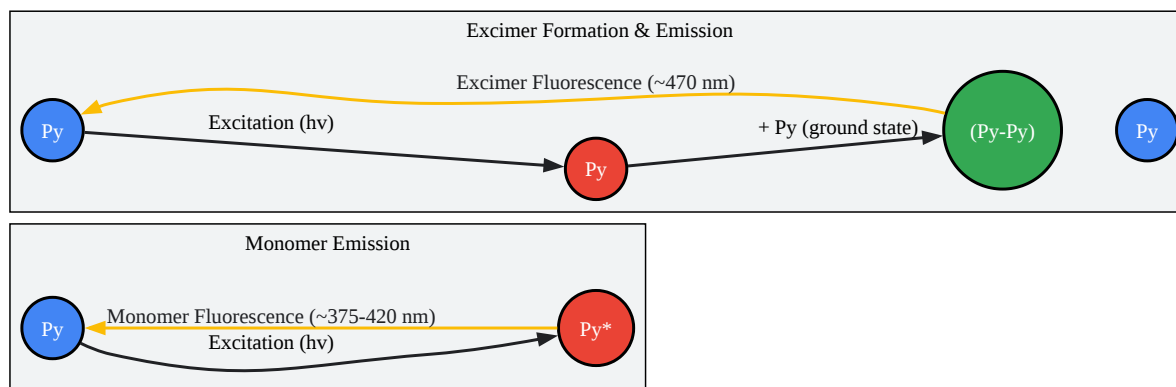 Excimer Formation & Emission
Excimer Fluorescence (~470 nm)
Excitation (hv)
+ Py (ground state)
Py
Py
(Py-Py)
Py
Monomer Emission
Monomer Fluorescence (~375-420 nm)
Excitation (hv)
Py
Py*